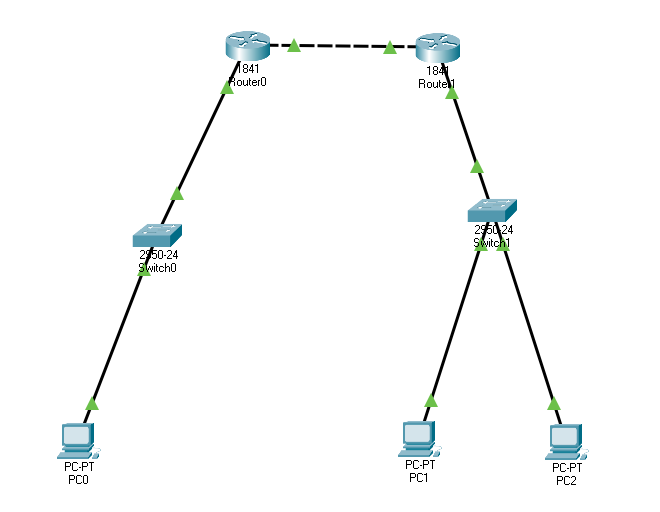 1841
Router0
1841
Router1
2950-24
Switch0
2950-24
Switch1
PC-PT
PC0
PC-PT
PC1
PC-PT
PC2